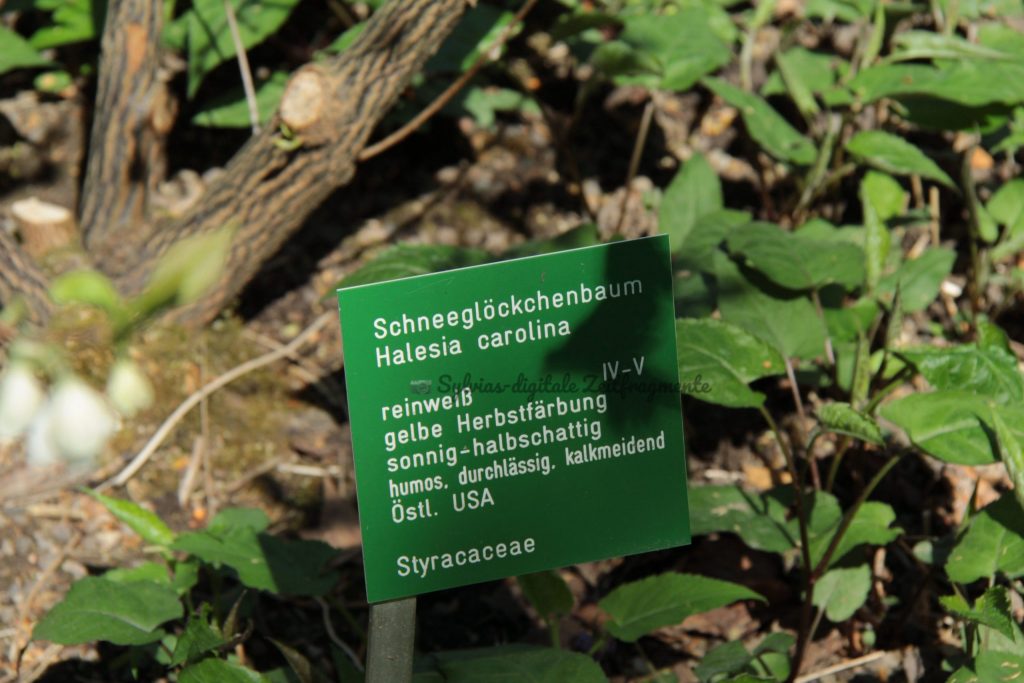 Schneeglöckchenbaum
Halesia carolina
IV-V
reinweiß
gelbe Herbstfärbung
sonnig-halbschattig
humos, durchlässig, kalkmeidend
Östl. USA
Styracaceae
Sylvias-digitale Zeitfragmente